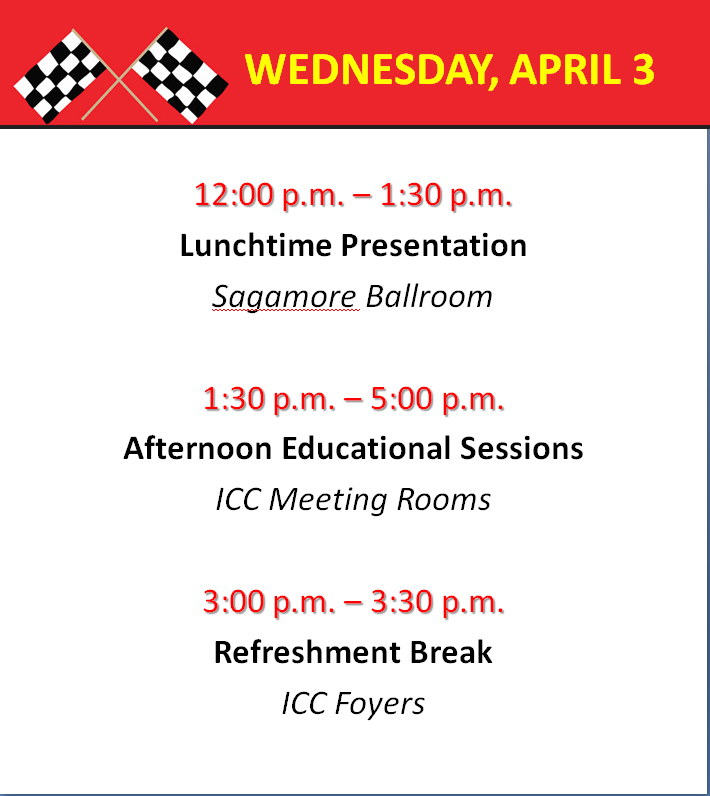 WEDNESDAY, APRIL 3
12:00 p.m. – 1:30 p.m.
Lunchtime Presentation
Sagamore Ballroom
1:30 p.m. – 5:00 p.m.
Afternoon Educational Sessions
ICC Meeting Rooms
3:00 p.m. – 3:30 p.m.
Refreshment Break
ICC Foyers